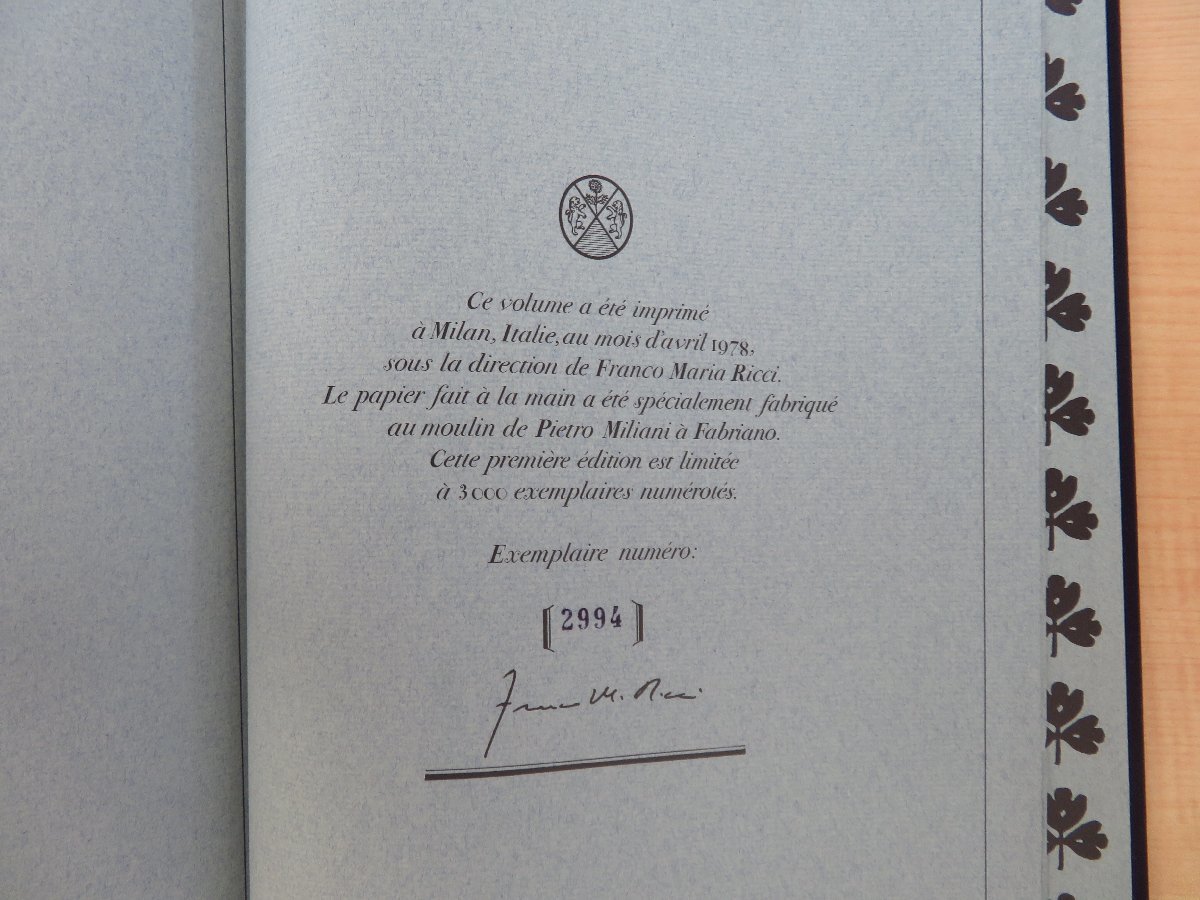 Ce volume a été imprimé
à Milan, Italie, au mois d'avril 1978,
sous la direction de Franco Maria Ricci.
Le papier fait à la main a été spécialement fabriqué
au moulin de Pietro Miliani à Fabriano.
Cette première édition est limitée
à 3000 exemplaires numérotés.
Exemplaire numéro:
[2994]
Franco M. Ricci